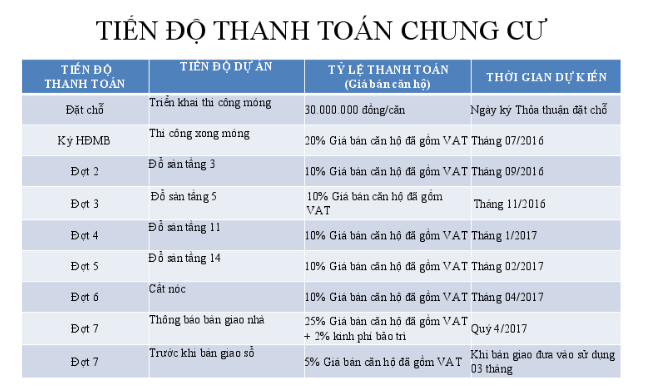 TIẾN ĐỘ THANH TOÁN CHUNG CƯ
TIẾN ĐỘ THANH TOÁN TIẾN ĐỘ DỰ ÁN TỶ LỆ THANH TOÁN (Giá bán căn hộ) THỜI GIAN DỰ KIẾN
Đặt chỗ Triển khai thi công móng 30.000.000 đồng/căn Ngày ký Thỏa thuận đặt chỗ
Ký HĐMB Thi công xong móng 20% Giá bán căn hộ đã gồm VAT Tháng 07/2016
Đợt 2 Đổ sàn tầng 3 10% Giá bán căn hộ đã gồm VAT Tháng 09/2016
Đợt 3 Đổ sàn tầng 5 10% Giá bán căn hộ đã gồm VAT Tháng 11/2016
Đợt 4 Đổ sàn tầng 11 10% Giá bán căn hộ đã gồm VAT Tháng 1/2017
Đợt 5 Đổ sàn tầng 14 10% Giá bán căn hộ đã gồm VAT Tháng 02/2017
Đợt 6 Cất nóc 10% Giá bán căn hộ đã gồm VAT Tháng 04/2017
Đợt 7 Thông báo bàn giao nhà 25% Giá bán căn hộ đã gồm VAT + 2% kinh phí bảo trì Quý 4/2017
Đợt 7 Trước khi bàn giao sổ 5% Giá bán căn hộ đã gồm VAT Khi bàn giao đưa vào sử dụng 03 tháng